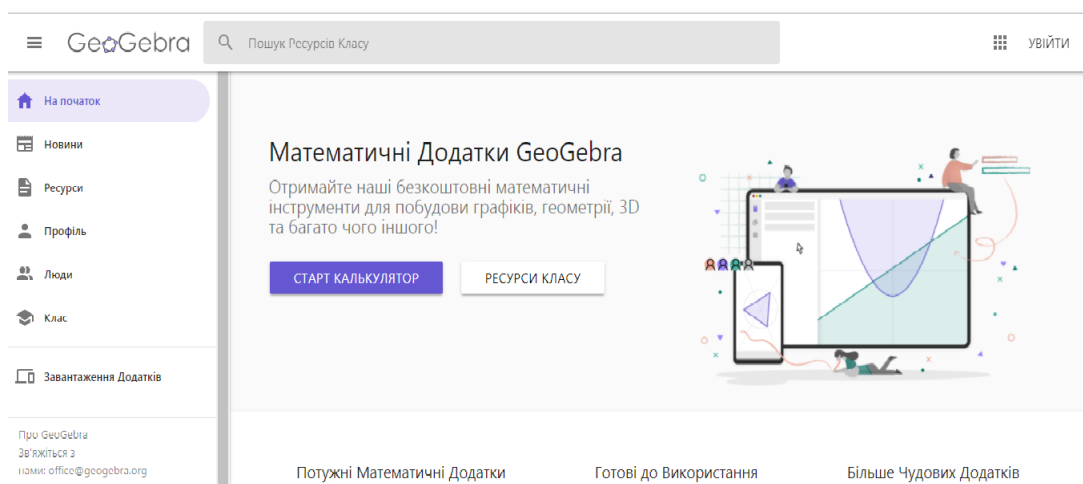 GeoGebra
Пошук Ресурсів Класу
УВІЙТИ
На початок
Новини
Ресурси
Профіль
Люди
Клас
Завантаження Додатків
Про GeoGebra
Зв'яжіться з
нами: office@geogebra.org
Математичні Додатки GeoGebra
Отримайте наші безкоштовні математичні
інструменти для побудови графіків, геометрії, 3D
та багато чого іншого!
СТАРТ КАЛЬКУЛЯТОР
РЕСУРСИ КЛАСУ
Потужні Математичні Додатки
Готові до Використання
Більше Чудових Додатків